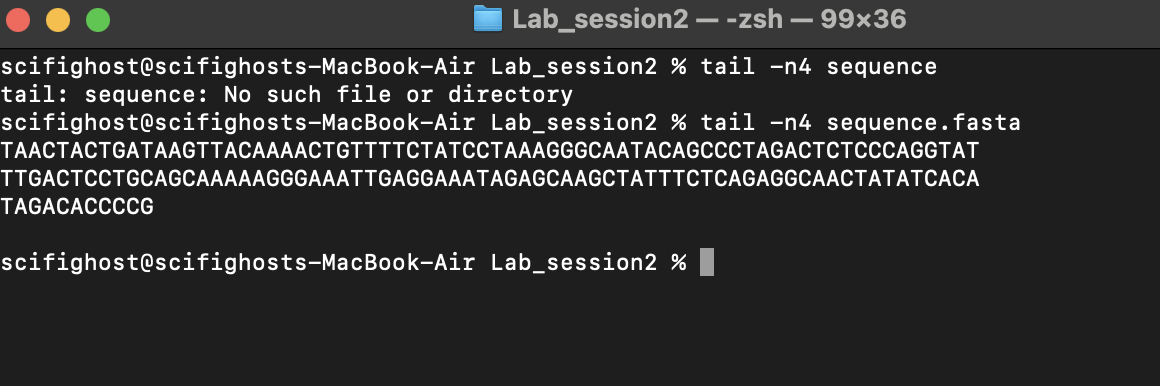 Lab_session2 — -zsh — 99×36
scifighost@scifighosts-MacBook-Air Lab_session2 % tail -n4 sequence
tail: sequence: No such file or directory
scifighost@scifighosts-MacBook-Air Lab_session2 % tail -n4 sequence.fasta
TAACTACTGATAAGTTACAAAACTGTTTTCTATCCTAAAGGGCAATACAGCCCTAGACTCTCCCAGGTAT
TTGACTCCTGCAGCAAAAAGGGAAATTGAGGAAATAGAGCAAGCTATTTCTCAGAGGCAACTATATCACA
TAGACACCCCG
scifighost@scifighosts-MacBook-Air Lab_session2 %